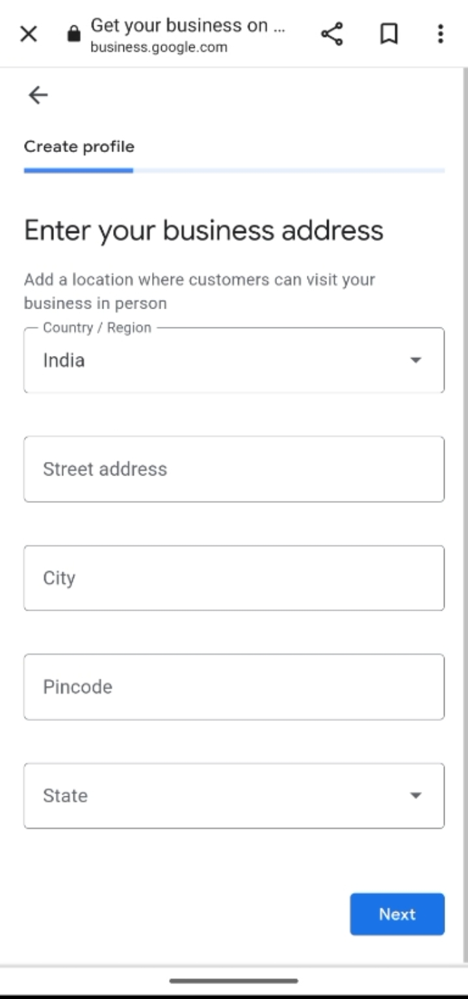 Get your business on ...
business.google.com
Create profile
Enter your business address
Add a location where customers can visit your
business in person
Country / Region
India
Street address
City
Pincode
State
Next